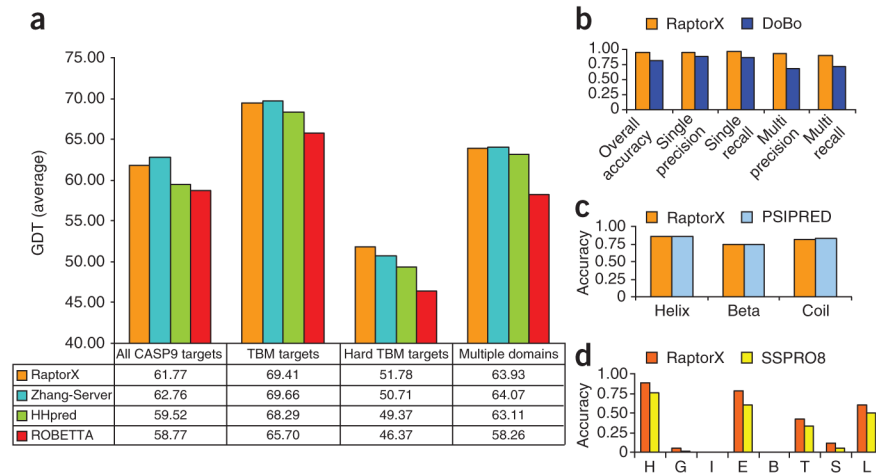 a
75.00
70.00
65.00
60.00
55.00
50.00
45.00
40.00
GDT (average)
All CASP9 targets TBM targets Hard TBM targets Multiple domains
RaptorX 61.77 69.41 51.78 63.93
Zhang-Server 62.76 69.66 50.71 64.07
HHpred 59.52 68.29 49.37 63.11
ROBETTA 58.77 65.70 46.37 58.26
b
RaptorX DoBo
1.00
0.75
0.50
0.25
0
Overall
accuracy
Single
precision
Single
recall
Multi
precision
Multi
recall
c
RaptorX PSIPRED
Accuracy
1.00
0.75
0.50
0.25
0
Helix Beta Coil
d
RaptorX SSPRO8
Accuracy
1.00
0.75
0.50
0.25
0
H G I E B T S L